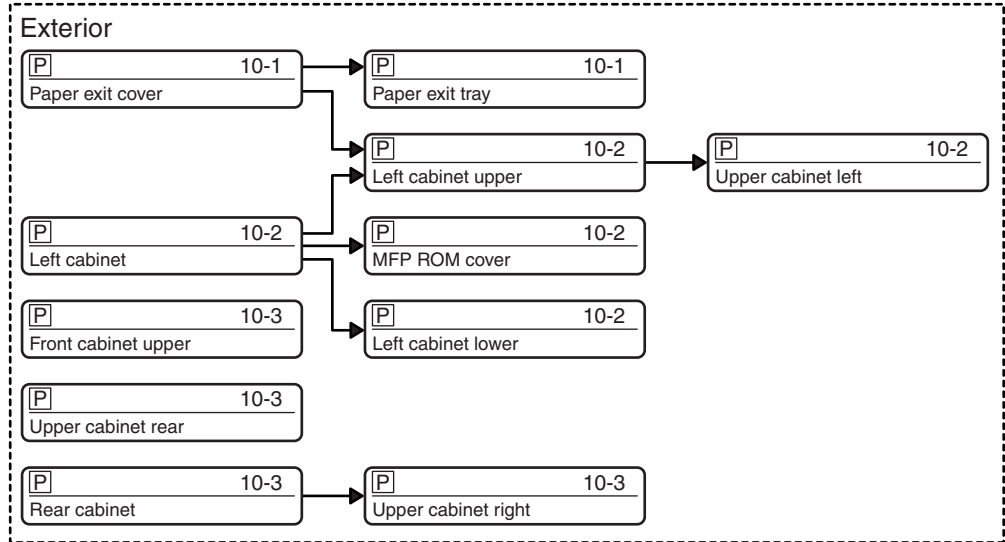 Exterior
P 10-1
Paper exit cover
P 10-1
Paper exit tray
P 10-2
Left cabinet upper
P 10-2
Upper cabinet left
P 10-2
Left cabinet
P 10-2
MFP ROM cover
P 10-3
Front cabinet upper
P 10-2
Left cabinet lower
P 10-3
Upper cabinet rear
P 10-3
Rear cabinet
P 10-3
Upper cabinet right